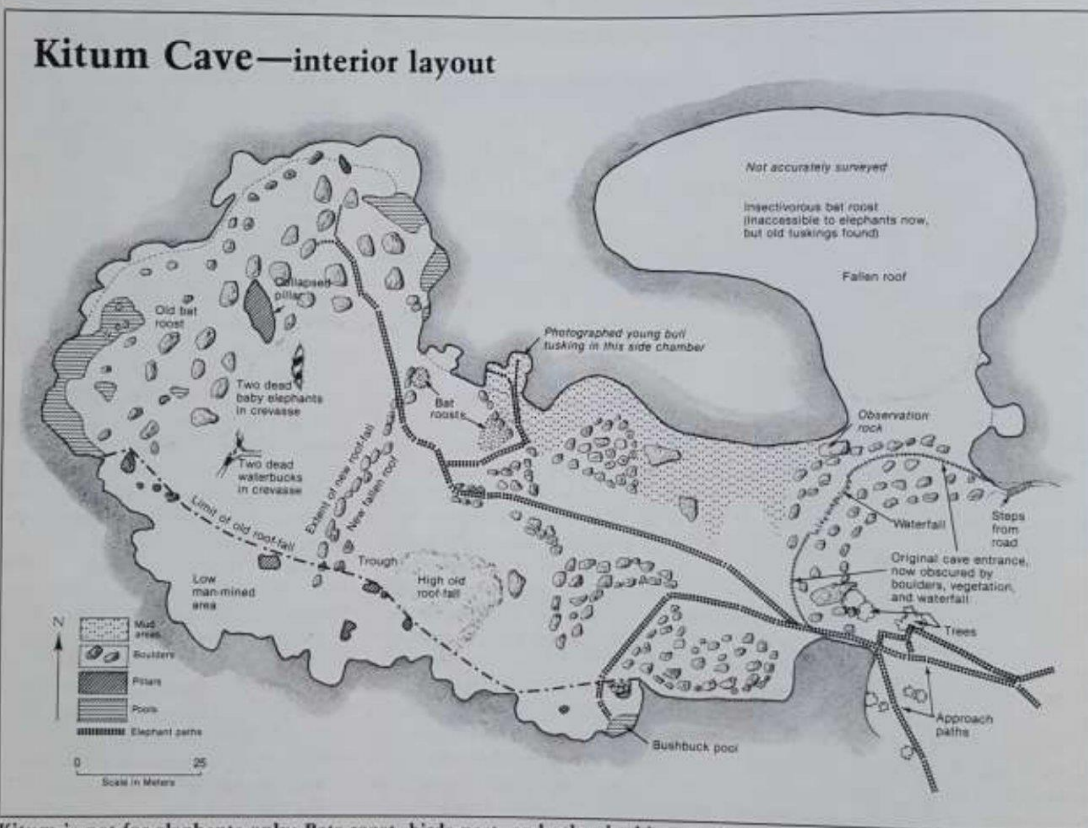 Kitum Cave—interior layout
Not accurately surveyed
Insectivorous bat roost
(inaccessible to elephants now,
but old tuskings found)
Fallen roof
Collapsed
pillar
Old bat
roost
Photographed young bull
tusking in this side chamber
Two dead
baby elephants
in crevasse
Bat
roosts
Observation
rock
Two dead
waterbucks
in crevasse
Extent of new roof-fall
New fallen roof
Limit of old roof-fall
Waterfall
Steps
from
road
Original cave entrance,
now obscured by
boulders, vegetation,
and waterfall
Trough
High old
roof-fall
Low
man-mined
area
Trees
N
Mud
areas
Boulders
Pillars
Pools
Elephant paths
Approach
paths
Bushbuck pool
0 25
Scale in Meters